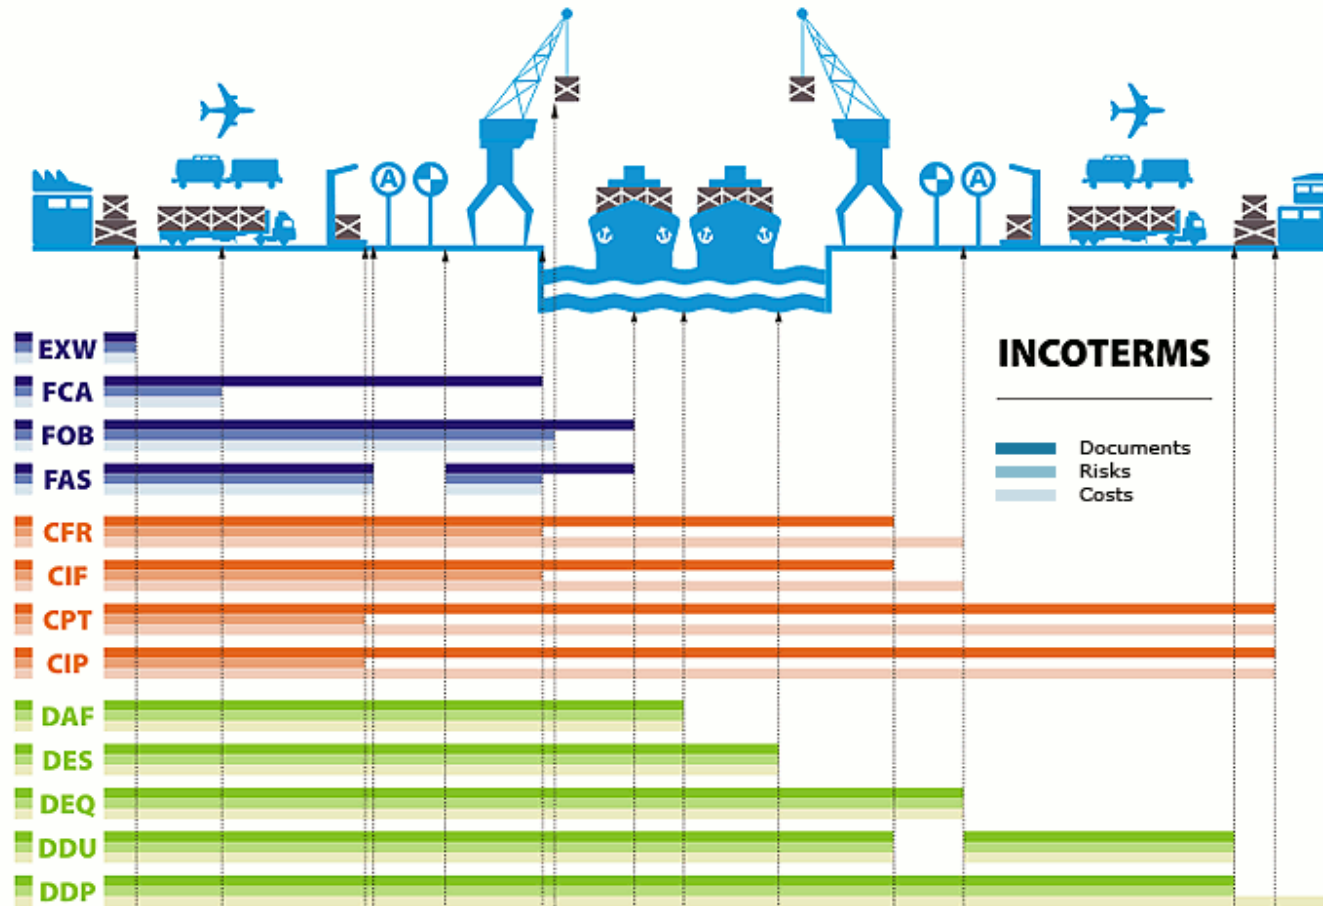 A
A
EXW
FCA
FOB
FAS
CFR
CIF
CPT
CIP
DAF
DES
DEQ
DDU
DDP
INCOTERMS
Documents
Risks
Costs